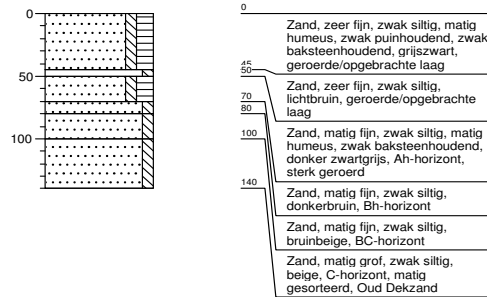 0
50
100
0
Zand, zeer fijn, zwak siltig, matig
humeus, zwak puinhoudend, zwak
baksteenhoudend, grijszwart,
geroerde/opgebrachte laag
45
50
Zand, zeer fijn, zwak siltig,
lichtbruin, geroerde/opgebrachte
laag
70
Zand, matig fijn, zwak siltig, matig
humeus, zwak baksteenhoudend,
donker zwartgrijs, Ah-horizont,
sterk geroerd
80
Zand, matig fijn, zwak siltig,
donkerbruin, Bh-horizont
100
Zand, matig fijn, zwak siltig,
bruinbeige, BC-horizont
140
Zand, matig grof, zwak siltig,
beige, C-horizont, matig
gesorteerd, Oud Dekzand